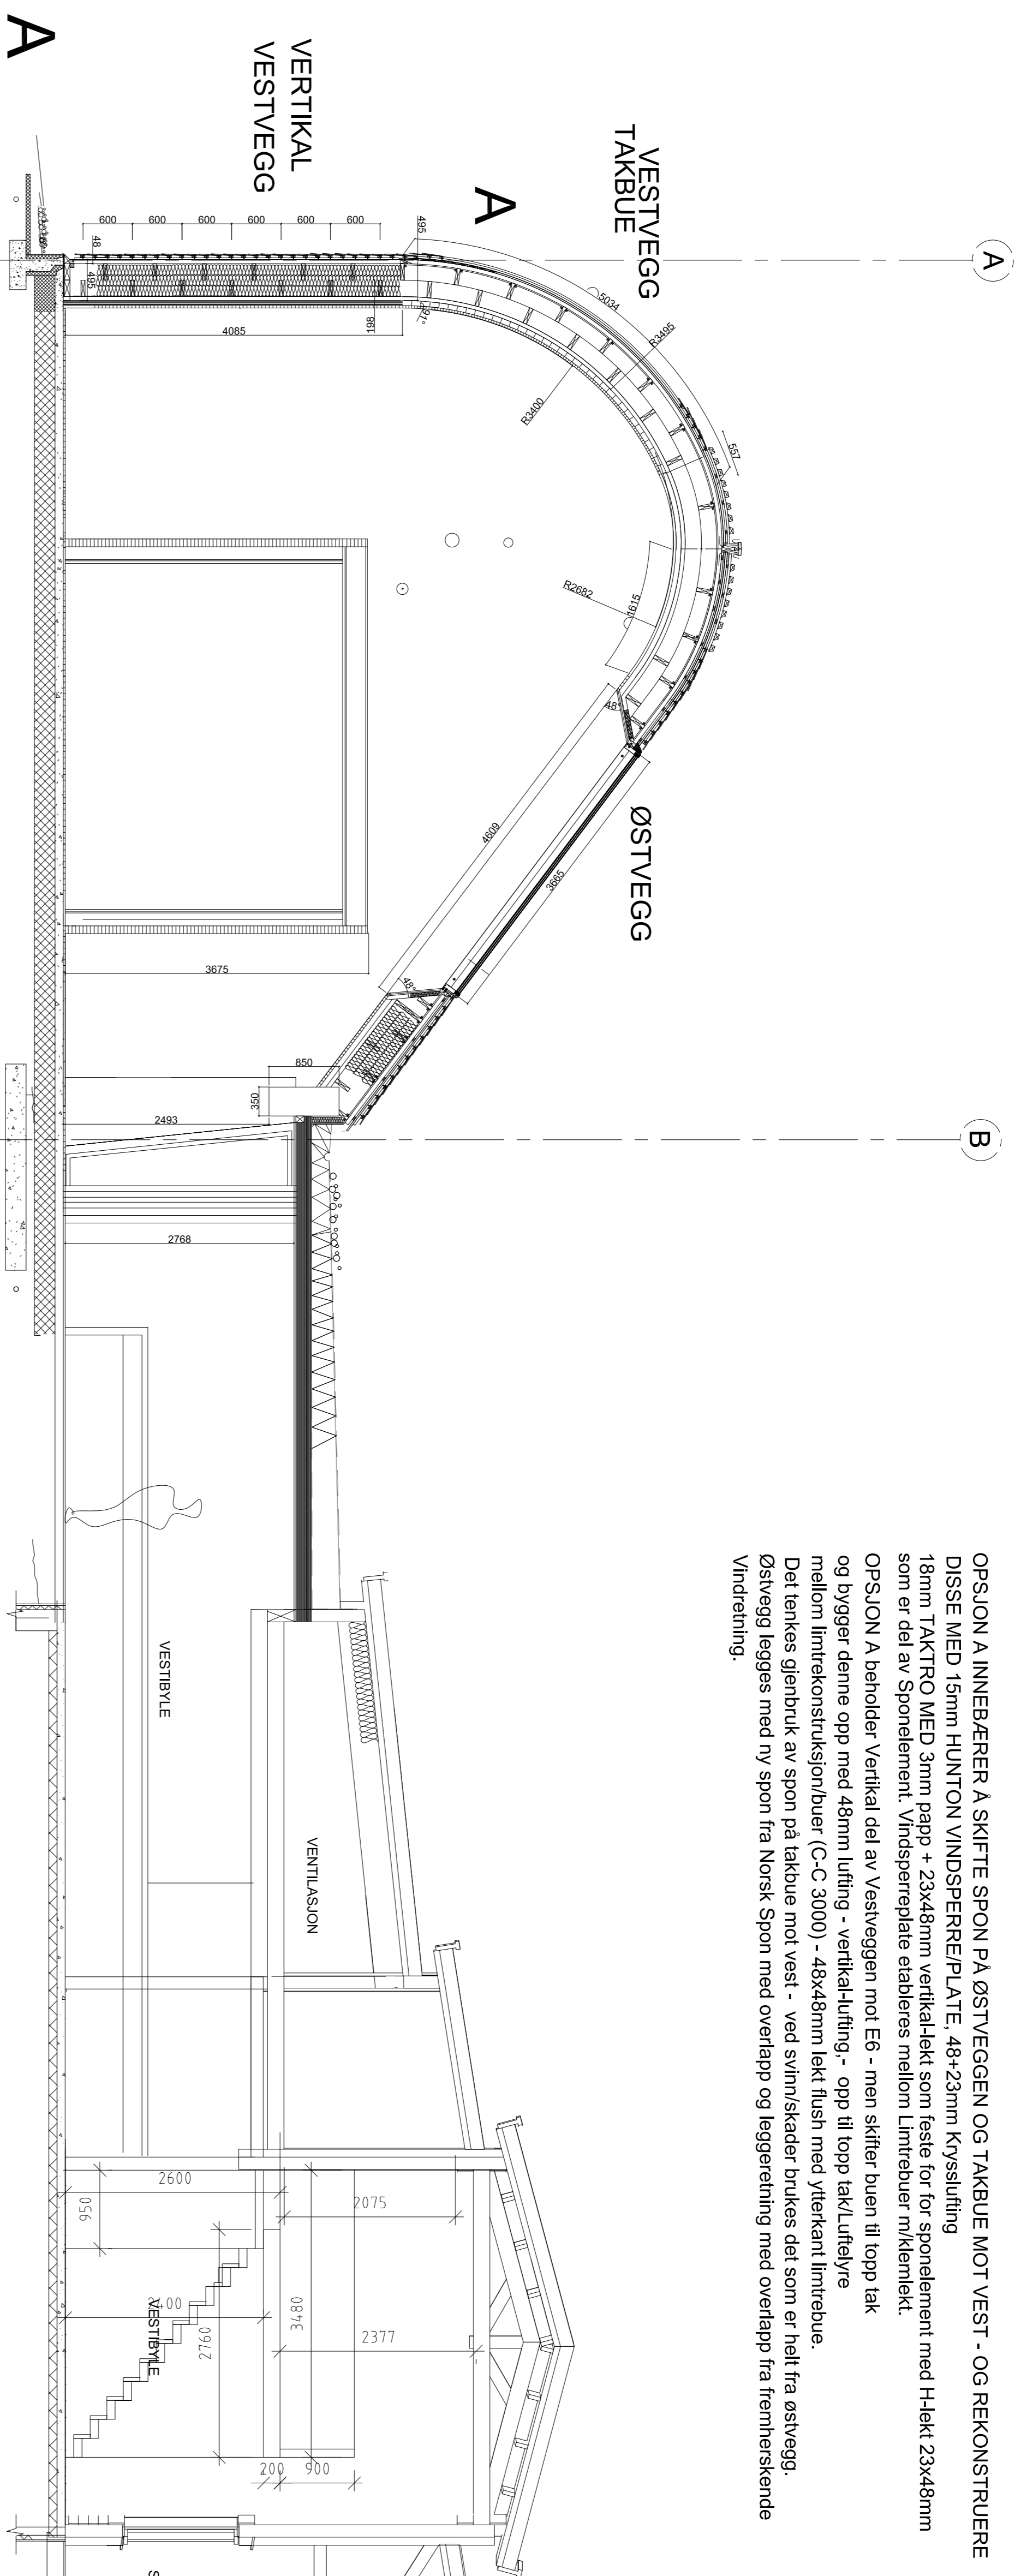 A
B
OPSJON A INNEBÆRER Å SKIFTE SPON PÅ ØSTVEGGEN OG TAKBUE MOT VEST - OG REKONSTRUERE
DISSE MED 15mm HUNTON VINDSPERRE/PLATE, 48+23mm Kryssluftling
18mm TAKTRO MED 3mm papp + 23x48mm vertikal-lekt som feste for for sponelement med H-lekt 23x48mm
som er del av Sponelement. Vindsperreplate etableres mellom Limtrebuer m/klemlekt.
OPSJON A beholder Vertikal del av Vestveggen mot E6 - men skifter buen til topp tak
og bygger denne opp med 48mm lufting - vertikal-lufting,- opp til topp tak/Luftelyre
mellom limtrekonstruksjon/buer (C-C 3000) - 48x48mm lekt flush med ytterkant limtrebue.
Det tenkes gjenbruk av spon på takbue mot vest - ved svinn/skader brukes det som er helt fra østvegg.
Østvegg legges med ny spon fra Norsk Spon med overlapp og leggeretning med overlapp fra fremherskende
Vindretning.
VESTVEGG
TAKBUE
ØSTVEGG
A
VERTIKAL
VESTVEGG
A
5034
R3495
R3400
557
R2682
1615
48°
4609
3665
48°
495
91°
600
600
600
600
600
600
48
495
198
4085
3675
850
350
2493
2768
VESTIBYLE
VENTILASJON
2600
950
2075
2400
VESTIBYLE
2760
3480
2377
200
900
S